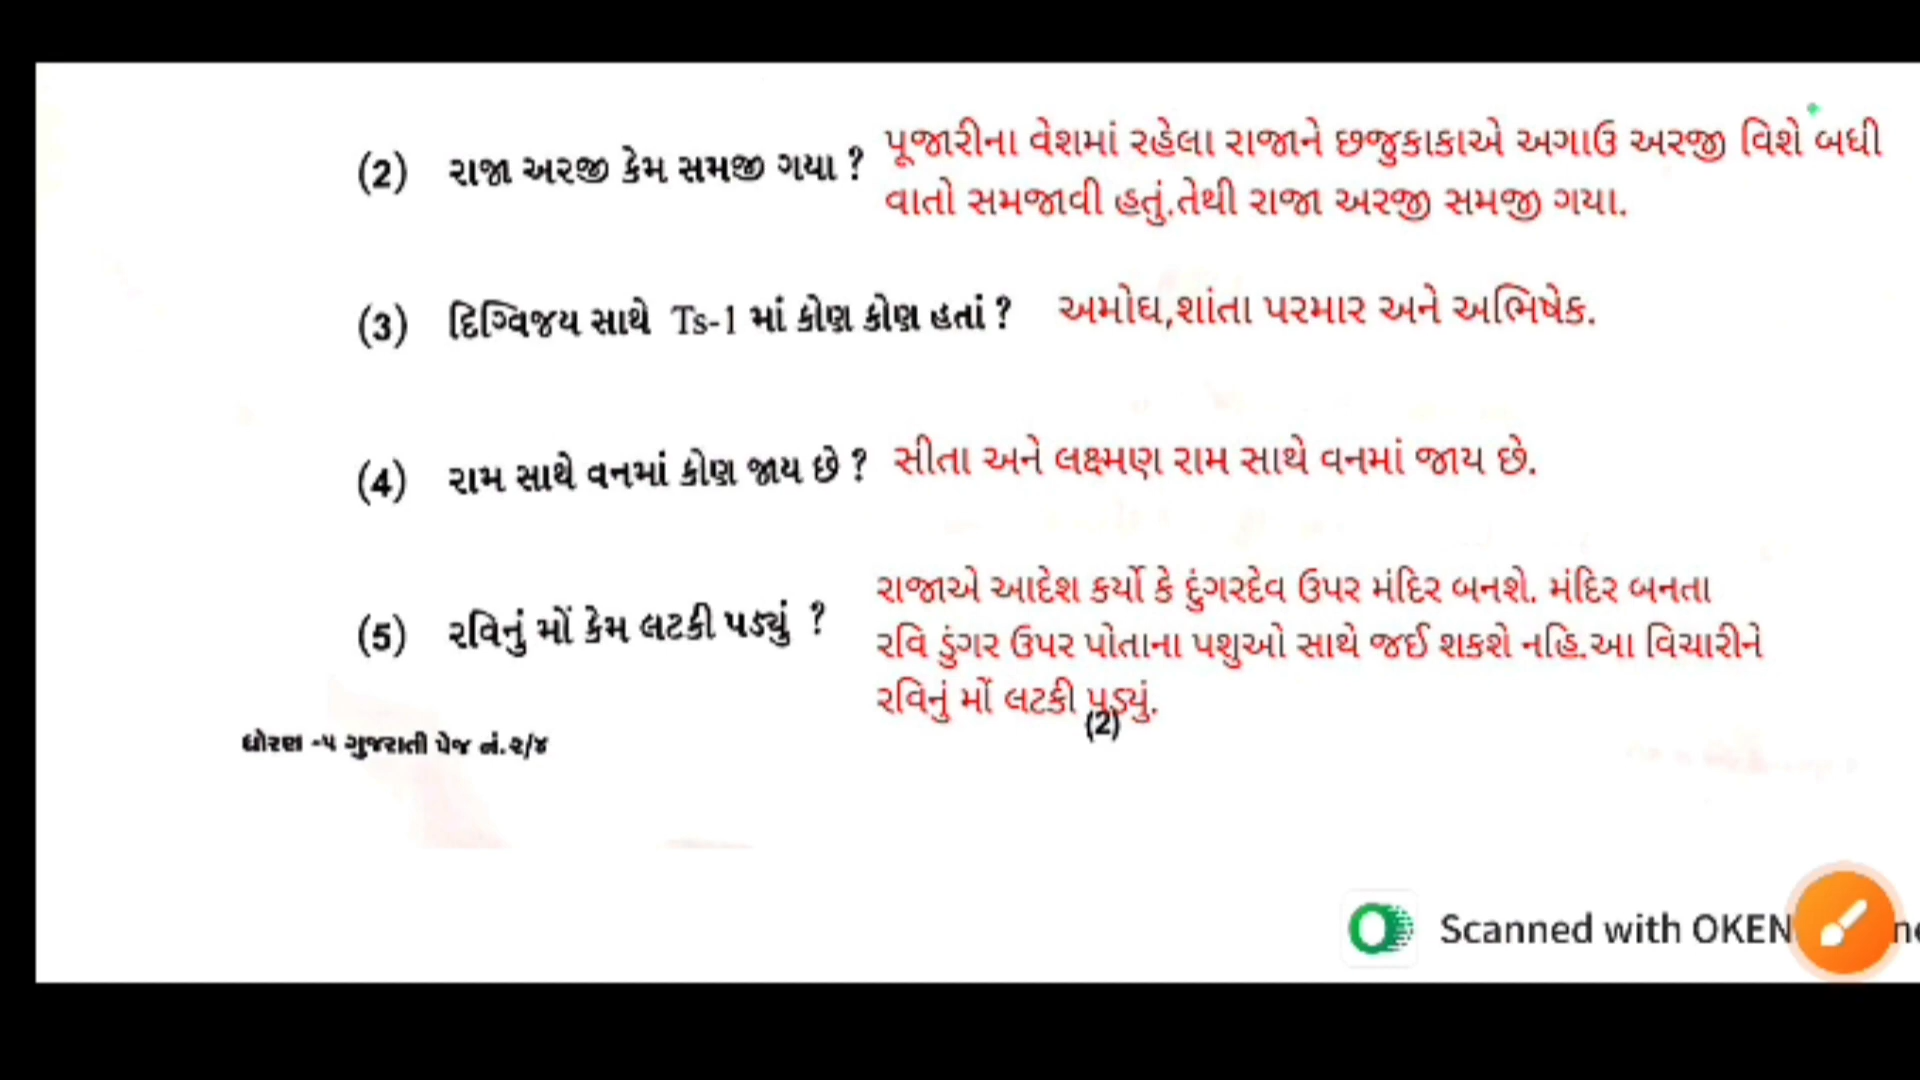 (2) રાજા અરજી કેમ સમજી ગયા ? પૂજારીના વેશમાં રહેલા રાજાને છજુકાકાએ અગાઉ અરજી વિશે બધી
વાતો સમજાવી હતું.તેથી રાજા અરજી સમજી ગયા.
(3) દિગ્વિજય સાથે Ts-1 માં કોણ કોણ હતાં ? અમોઘ,શાંતા પરમાર અને અભિષેક.
(4) રામ સાથે વનમાં કોણ જાય છે ? સીતા અને લક્ષ્મણ રામ સાથે વનમાં જાય છે.
રાજાએ આદેશ કર્યો કે દુંગરદેવ ઉપર મંદિર બનશે. મંદિર બનતા
(5) રવિનું મોં કેમ લટકી પડ્યું ? રવિ ડુંગર ઉપર પોતાના પશુઓ સાથે જઈ શકશે નહિ.આ વિચારીને
રવિનું મોં લટકી પડ્યું.
(2)
ધોરણ -૫ ગુજરાતી પેજ નં.૨/૪
Scanned with OKEN